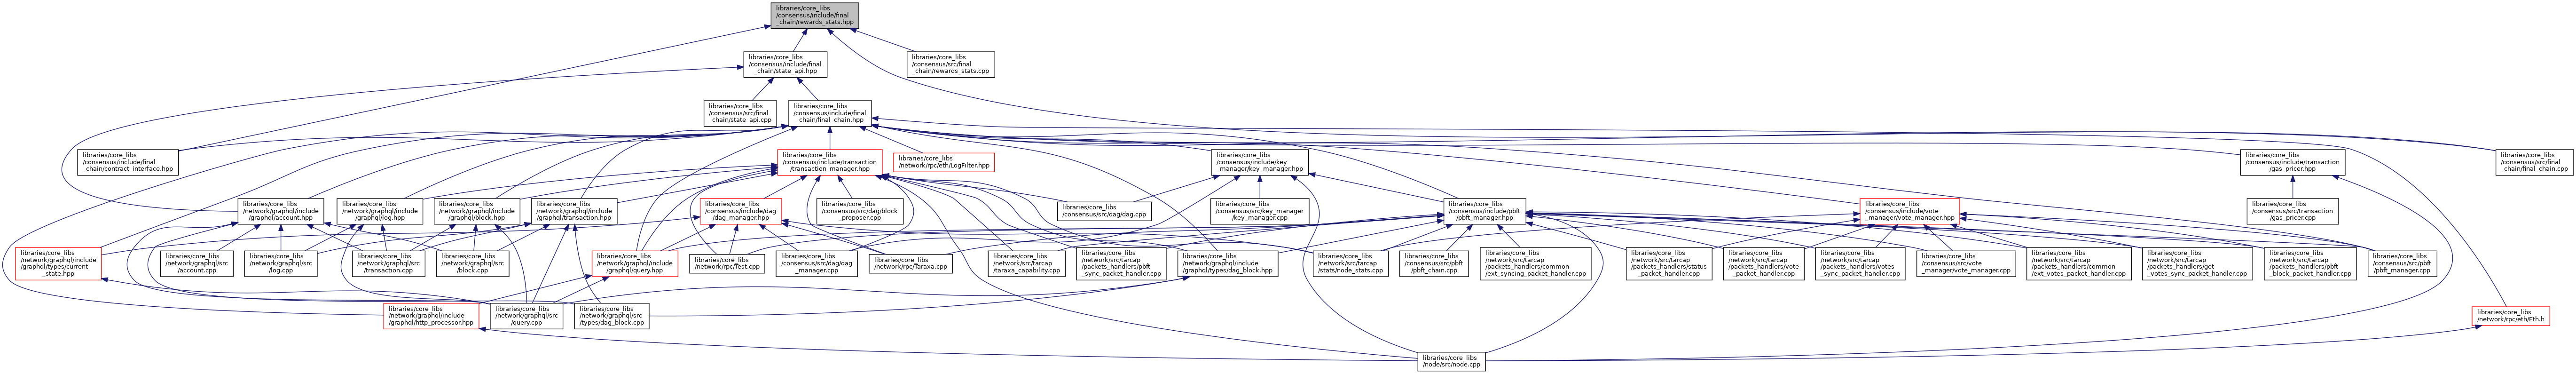 libraries/core_libs
/consensus/include/final
_chain/rewards_stats.hpp
libraries/core_libs
/consensus/include/final
_chain/state_api.hpp
libraries/core_libs
/consensus/src/final
_chain/rewards_stats.cpp
libraries/core_libs
/consensus/src/final
_chain/state_api.cpp
libraries/core_libs
/consensus/include/final
_chain/final_chain.hpp
libraries/core_libs
/consensus/include/final
_chain/contract_interface.hpp
libraries/core_libs
/consensus/include/transaction
_manager/transaction_manager.hpp
libraries/core_libs
/network/rpc/eth/LogFilter.hpp
libraries/core_libs
/consensus/include/key
_manager/key_manager.hpp
libraries/core_libs
/consensus/include/transaction
/gas_pricer.hpp
libraries/core_libs
/consensus/src/final
_chain/final_chain.cpp
libraries/core_libs
/network/graphql/include
/graphql/account.hpp
libraries/core_libs
/network/graphql/include
/graphql/log.hpp
libraries/core_libs
/network/graphql/include
/graphql/block.hpp
libraries/core_libs
/network/graphql/include
/graphql/transaction.hpp
libraries/core_libs
/consensus/include/dag
/dag_manager.hpp
libraries/core_libs
/consensus/src/dag/block
_proposer.cpp
libraries/core_libs
/consensus/src/dag/dag.cpp
libraries/core_libs
/consensus/src/key_manager
/key_manager.cpp
libraries/core_libs
/consensus/include/pbft
/pbft_manager.hpp
libraries/core_libs
/consensus/include/vote
_manager/vote_manager.hpp
libraries/core_libs
/consensus/src/transaction
/gas_pricer.cpp
libraries/core_libs
/network/graphql/include
/graphql/types/current
_state.hpp
libraries/core_libs
/network/graphql/src
/account.cpp
libraries/core_libs
/network/graphql/src
/log.cpp
libraries/core_libs
/network/graphql/src
/transaction.cpp
libraries/core_libs
/network/graphql/src
/block.cpp
libraries/core_libs
/network/graphql/include
/graphql/query.hpp
libraries/core_libs
/network/rpc/Test.cpp
libraries/core_libs
/consensus/src/dag/dag
_manager.cpp
libraries/core_libs
/network/rpc/Taraxa.cpp
libraries/core_libs
/network/src/tarcap
/taraxa_capability.cpp
libraries/core_libs
/network/src/tarcap
/packets_handlers/pbft
_sync_packet_handler.cpp
libraries/core_libs
/network/graphql/include
/graphql/types/dag_block.hpp
libraries/core_libs
/network/src/tarcap
/stats/node_stats.cpp
libraries/core_libs
/consensus/src/pbft
/pbft_chain.cpp
libraries/core_libs
/network/src/tarcap
/packets_handlers/common
/ext_syncing_packet_handler.cpp
libraries/core_libs
/network/src/tarcap
/packets_handlers/status
_packet_handler.cpp
libraries/core_libs
/network/src/tarcap
/packets_handlers/vote
_packet_handler.cpp
libraries/core_libs
/network/src/tarcap
/packets_handlers/votes
_sync_packet_handler.cpp
libraries/core_libs
/consensus/src/vote
_manager/vote_manager.cpp
libraries/core_libs
/network/src/tarcap
/packets_handlers/common
/ext_votes_packet_handler.cpp
libraries/core_libs
/network/src/tarcap
/packets_handlers/get
_votes_sync_packet_handler.cpp
libraries/core_libs
/network/src/tarcap
/packets_handlers/pbft
_block_packet_handler.cpp
libraries/core_libs
/consensus/src/pbft
/pbft_manager.cpp
libraries/core_libs
/network/graphql/include
/graphql/http_processor.hpp
libraries/core_libs
/network/graphql/src
/query.cpp
libraries/core_libs
/network/graphql/src
/types/dag_block.cpp
libraries/core_libs
/network/rpc/eth/Eth.h
libraries/core_libs
/node/src/node.cpp